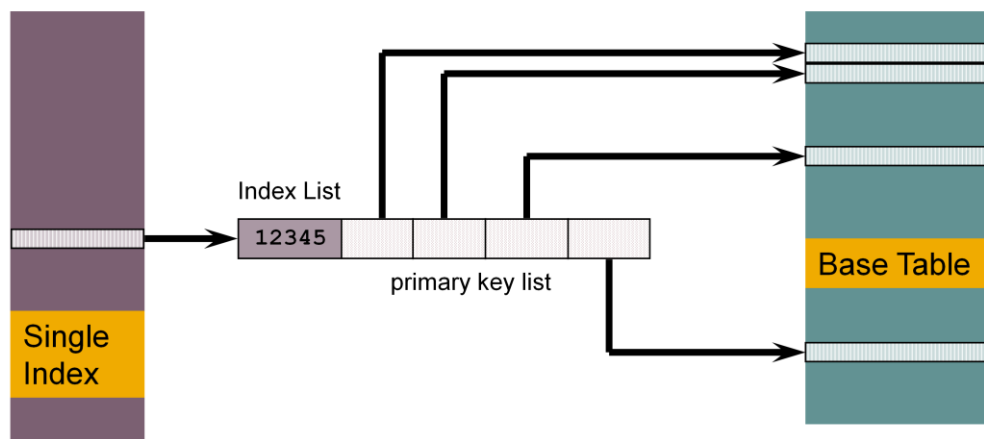 Index List
12345
primary key list
Single
Index
Base Table